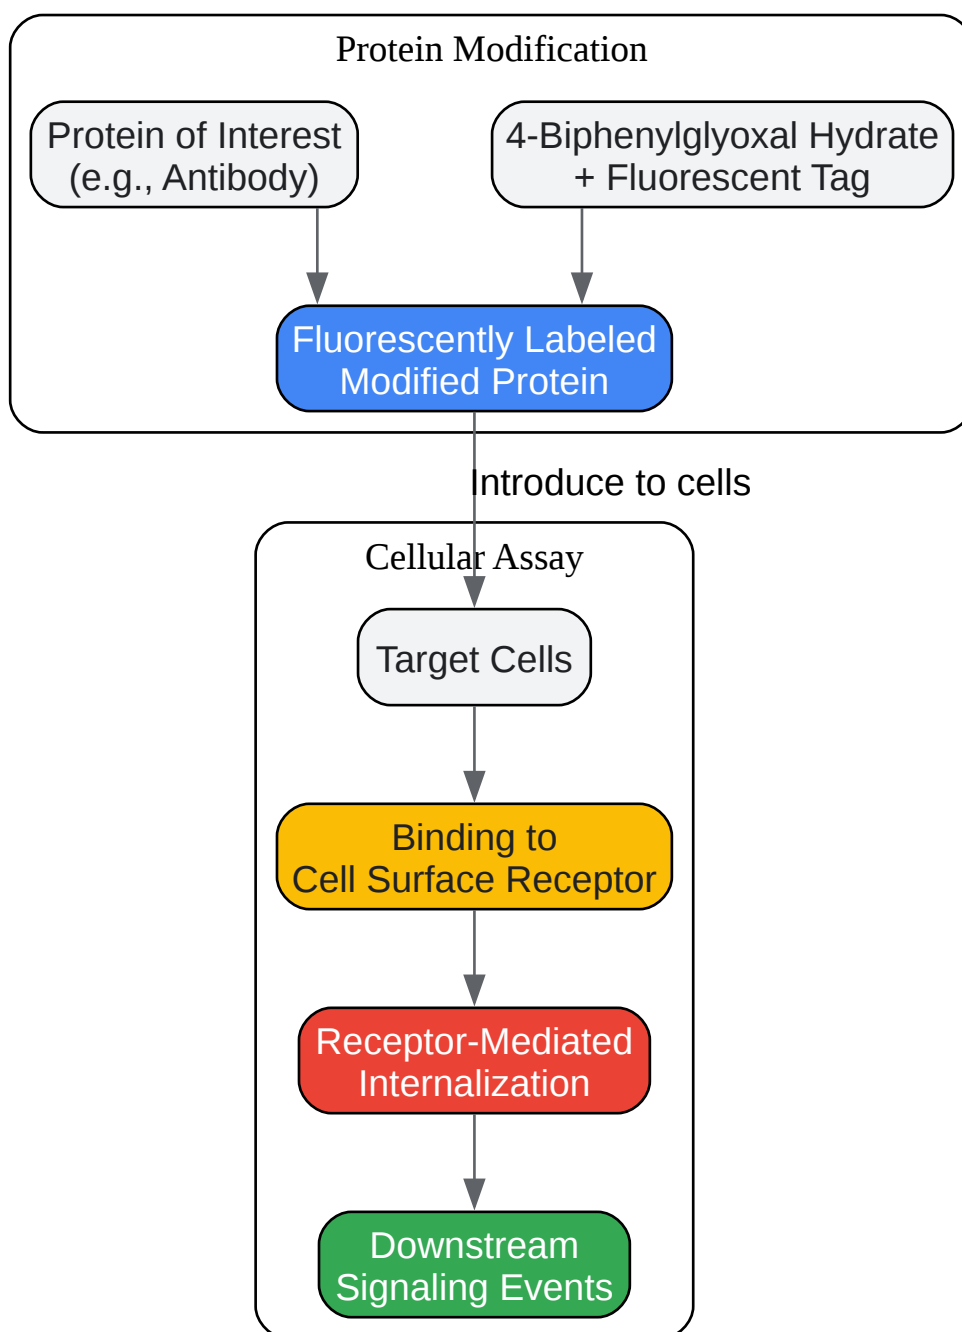 Protein Modification
Protein of Interest
(e.g., Antibody)
4-Biphenylglyoxal Hydrate
+ Fluorescent Tag
Fluorescently Labeled
Modified Protein
Introduce to cells
Cellular Assay
Target Cells
Binding to
Cell Surface Receptor
Receptor-Mediated
Internalization
Downstream
Signaling Events